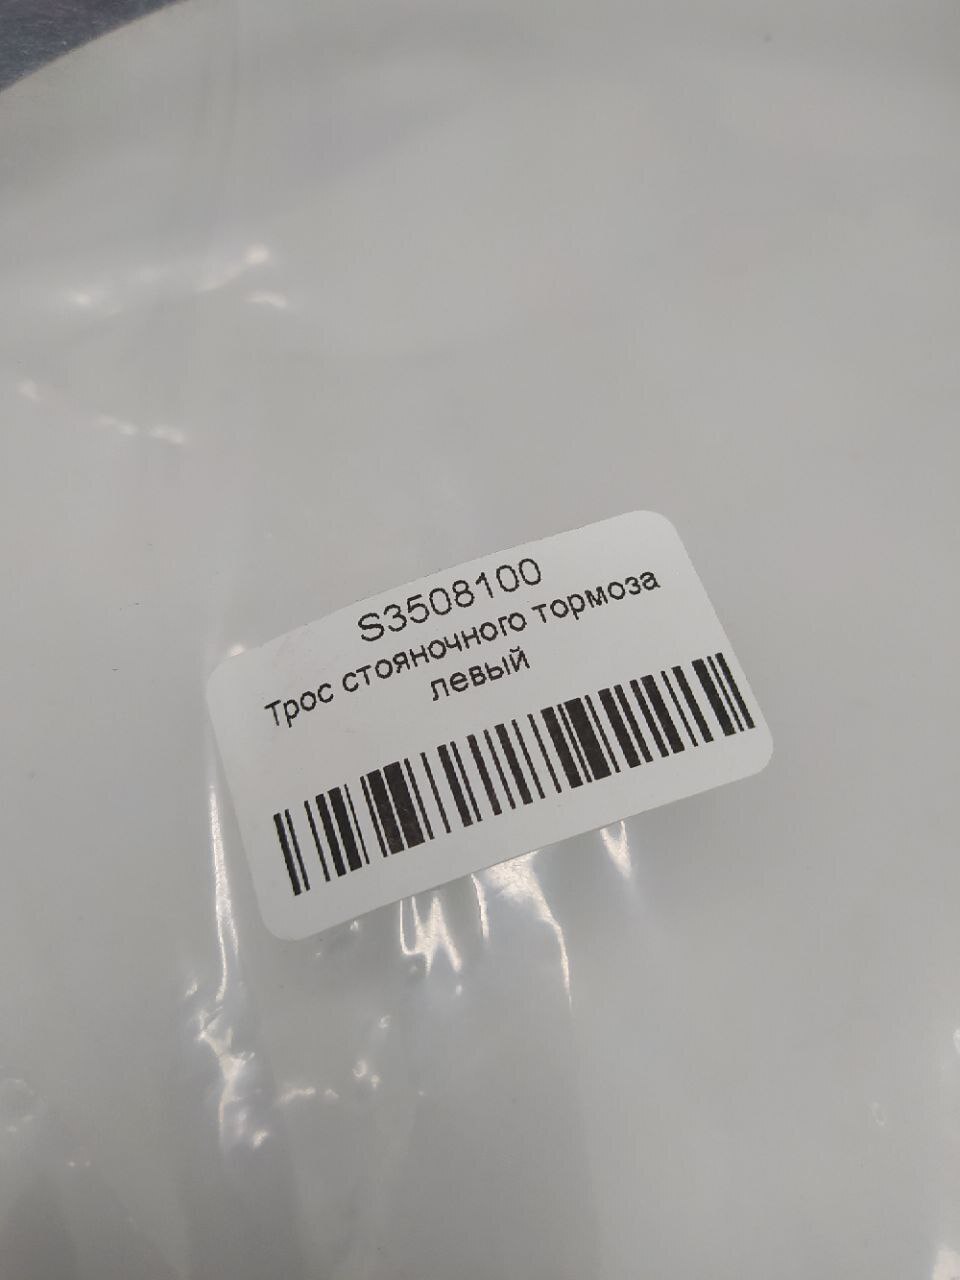 S3508100
Трос стояночного тормоза
левый